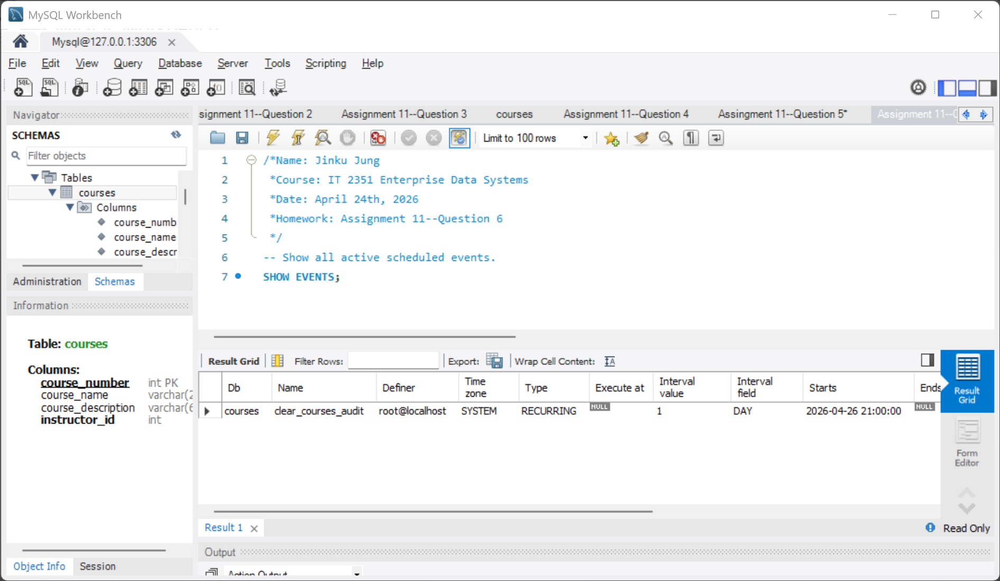 MySQL Workbench
Mysql@127.0.0.1:3306
File Edit View Query Database Server Tools Scripting Help
Navigator
SCHEMAS
Filter objects
Tables
courses
Columns
course_numb
course_name
course_descr
Administration Schemas
Information
Table: courses
Columns:
course_number int PK
course_name varchar(2
course_description varchar(6
instructor_id int
Object Info Session
signment 11--Question 2 Assignment 11--Question 3 courses Assignment 11--Question 4 Assingment 11--Question 5* Assignment 11--Q
Limit to 100 rows
1 /*Name: Jinku Jung
2 *Course: IT 2351 Enterprise Data Systems
3 *Date: April 24th, 2026
4 *Homework: Assignment 11--Question 6
5 */
6 -- Show all active scheduled events.
7 SHOW EVENTS;
Result Grid Filter Rows: Export: Wrap Cell Content:
Db Name Definer Time zone Type Execute at Interval value Interval field Starts Ends
courses clear_courses_audit root@localhost SYSTEM RECURRING NULL 1 DAY 2026-04-26 21:00:00 NULL
Result Grid
Form Editor
Result 1
Read Only
Output
Action Output